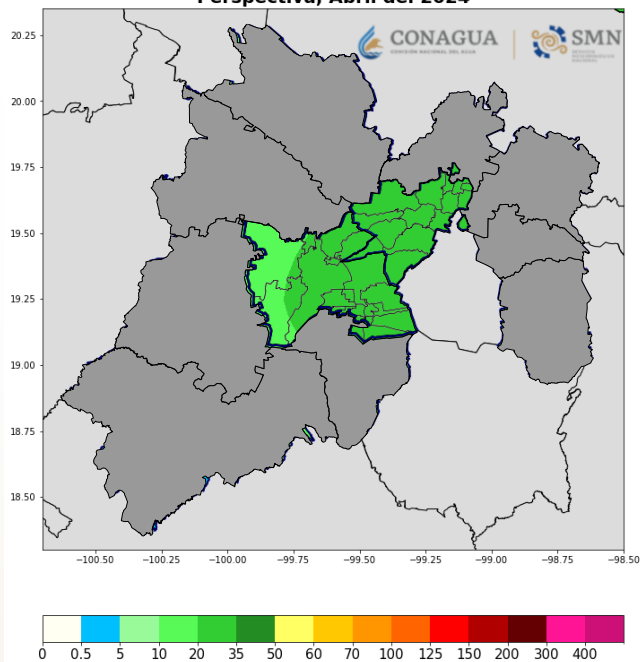 Perspectiva, Abril del 2024
CONAGUA
COMISIÓN NACIONAL DEL AGUA
SMN
SERVICIO
METEOROLÓGICO
NACIONAL
20.25
20.00
19.75
19.50
19.25
19.00
18.75
18.50
−100.50 −100.25 −100.00 −99.75 −99.50 −99.25 −99.00 −98.75 −98.50
0 0.5 5 10 20 35 50 60 70 100 125 150 200 300 400